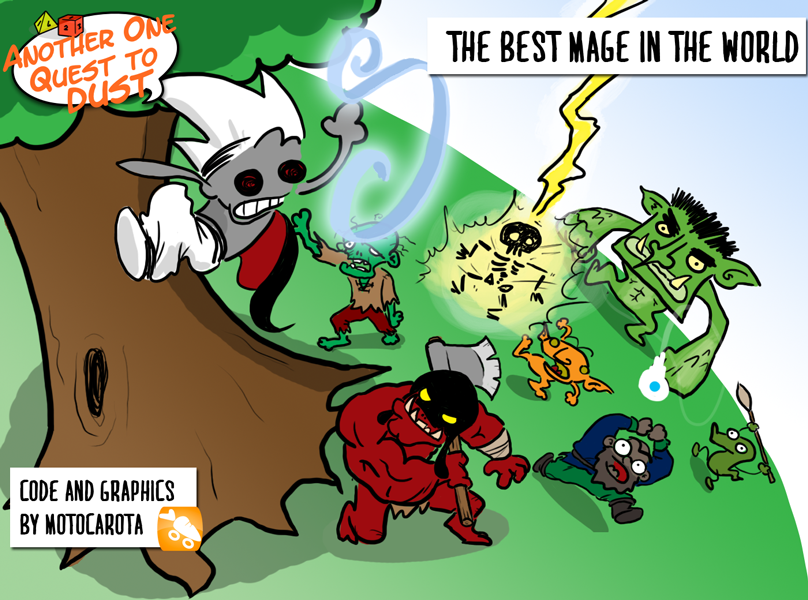 ANOTHER ONE
QUEST TO
DUST
THE BEST MAGE IN THE WORLD
CODE AND GRAPHICS
BY MOTOCAROTA